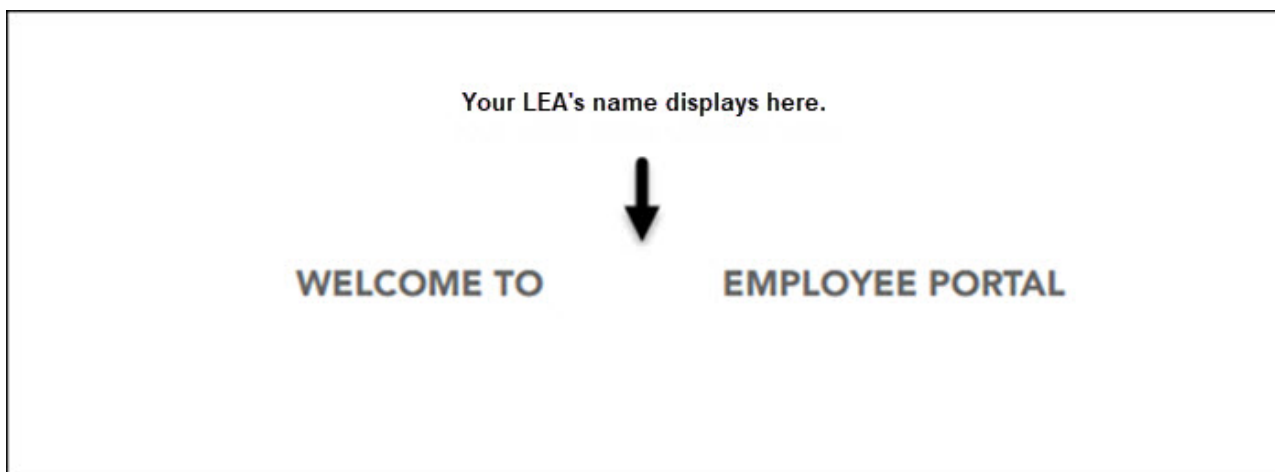 Your LEA's name displays here.
WELCOME TO EMPLOYEE PORTAL